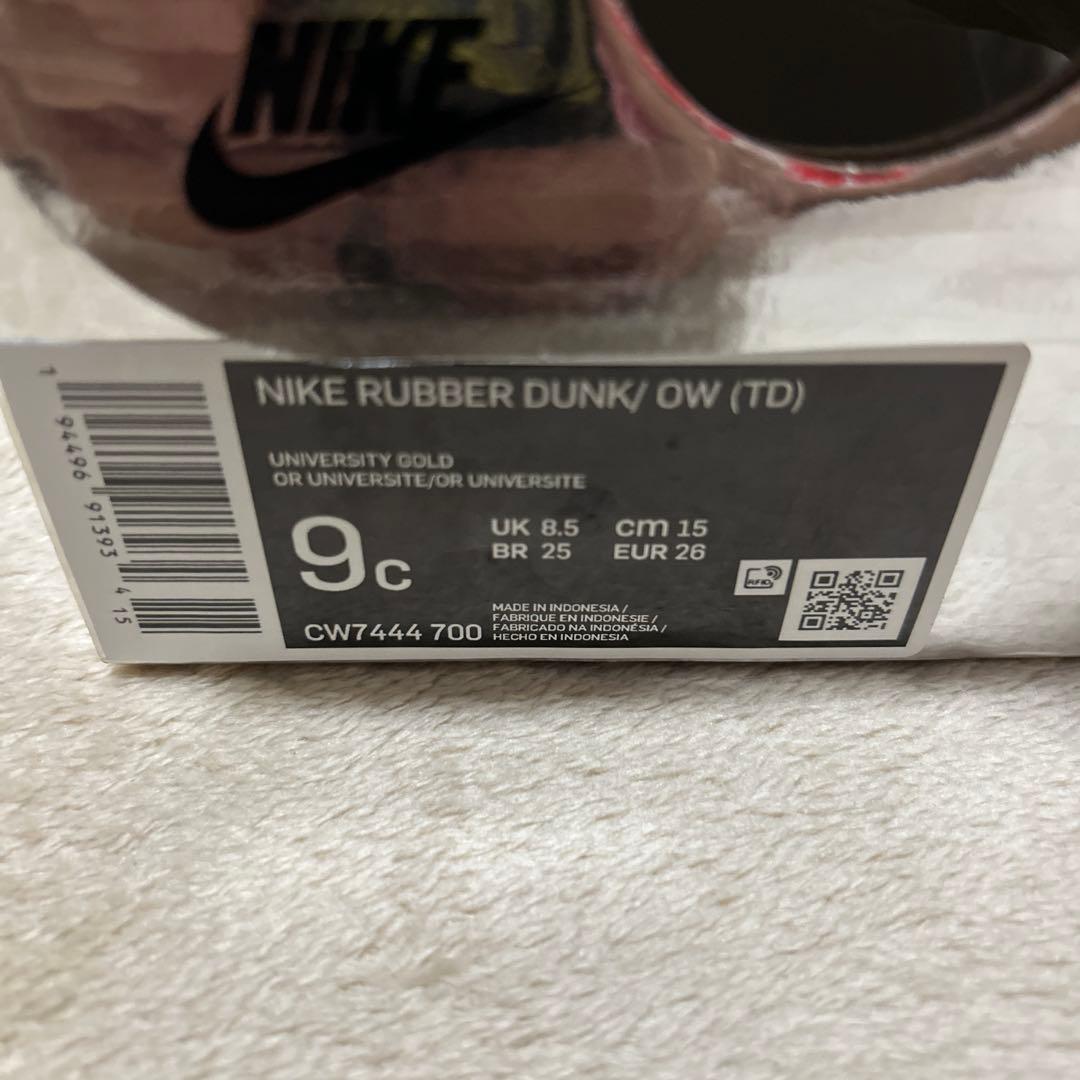 NIKE
NIKE RUBBER DUNK/ OW (TD)
UNIVERSITY GOLD
OR UNIVERSITE/OR UNIVERSITE
9c
UK 8.5 cm 15
BR 25 EUR 26
CW7444 700
MADE IN INDONESIA /
FABRIQUE EN INDONESIE /
FABRICADO NA INDONÉSIA /
HECHO EN INDONESIA
RFID
1 94496 91393 4 15